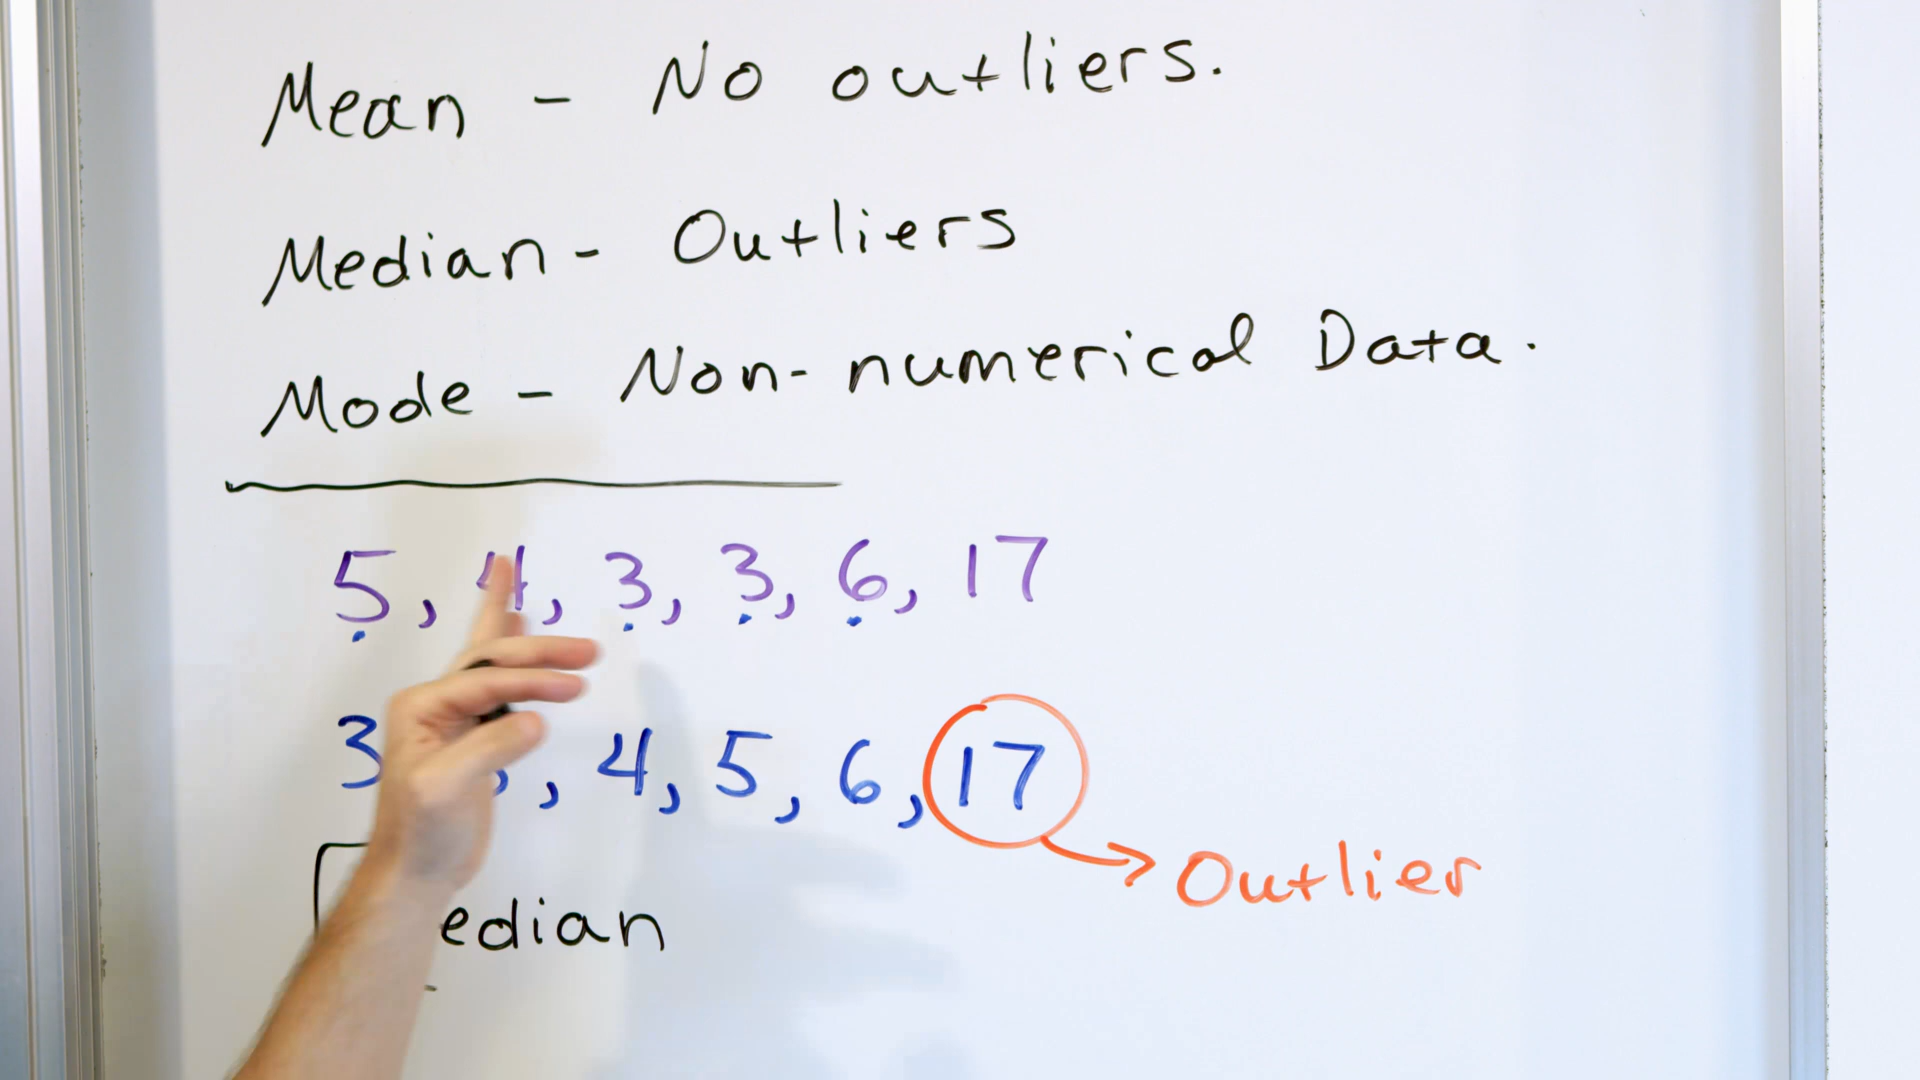 Mean - No outliers.
Median - Outliers
Mode - Non-numerical Data.
5, 4, 3, 3, 6, 17
3 , 4, 5, 6, 17
Outlier
edian